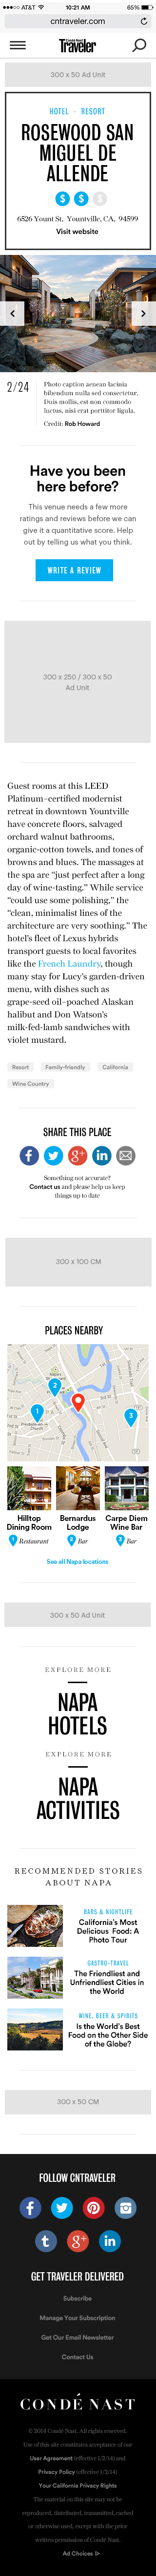 AT&T 10:21 AM 65%
cntraveler.com
Condé Nast
Traveler
300 x 50 Ad Unit
HOTEL · RESORT
ROSEWOOD SAN
MIGUEL DE
ALLENDE
$ $ $
6526 Yount St, Yountville, CA, 94599
Visit website
2/24
Photo caption aenean lacinia
bibendum nulla sed consectetur.
Duis mollis, est non commodo
luctus, nisi erat porttitor ligula.
Credit: Rob Howard
Have you been
here before?
This venue needs a few more
ratings and reviews before we can
give it a quantitative score. Help
out by telling us what you think.
WRITE A REVIEW
300 x 250 / 300 x 50
Ad Unit
Guest rooms at this LEED
Platinum–certified modernist
retreat in downtown Yountville
have concrete floors, salvaged
orchard walnut bathrooms,
organic-cotton towels, and tones of
browns and blues. The massages at
the spa are “just perfect after a long
day of wine-tasting.” While service
“could use some polishing,” the
“clean, minimalist lines of the
architecture are very soothing.” The
hotel’s fleet of Lexus hybrids
transport guests to local favorites
like the French Laundry, though
many stay for Lucy’s garden-driven
menu, with dishes such as
grape-seed oil–poached Alaskan
halibut and Don Watson’s
milk-fed-lamb sandwiches with
violet mustard.
Resort Family-friendly California
Wine Country
SHARE THIS PLACE
Something not accurate?
Contact us and please help us keep
things up to date
300 x 100 CM
PLACES NEARBY
1
2
3
Hilltop
Dining Room
1 Restaurant
Bernardus
Lodge
2 Bar
Carpe Diem
Wine Bar
3 Bar
See all Napa locations
300 x 50 Ad Unit
EXPLORE MORE
NAPA
HOTELS
EXPLORE MORE
NAPA
ACTIVITIES
RECOMMENDED STORIES
ABOUT NAPA
BARS & NIGHTLIFE
California’s Most
Delicious Food: A
Photo Tour
GASTRO-TRAVEL
The Friendliest and
Unfriendliest Cities in
the World
WINE, BEER & SPIRITS
Is the World’s Best
Food on the Other Side
of the Globe?
300 x 50 CM
FOLLOW CNTRAVELER
GET TRAVELER DELIVERED
Subscribe
Manage Your Subscription
Get Our Email Newsletter
Contact Us
CONDÉ NAST
© 2014 Condé Nast. All rights reserved.
Use of this site constitutes acceptance of our
User Agreement (effective 1/2/14) and
Privacy Policy (effective 1/2/14)
Your California Privacy Rights
The material on this site may not be
reproduced, distributed, transmitted, cached
or otherwise used, except with the prior
written permission of Condé Nast.
Ad Choices